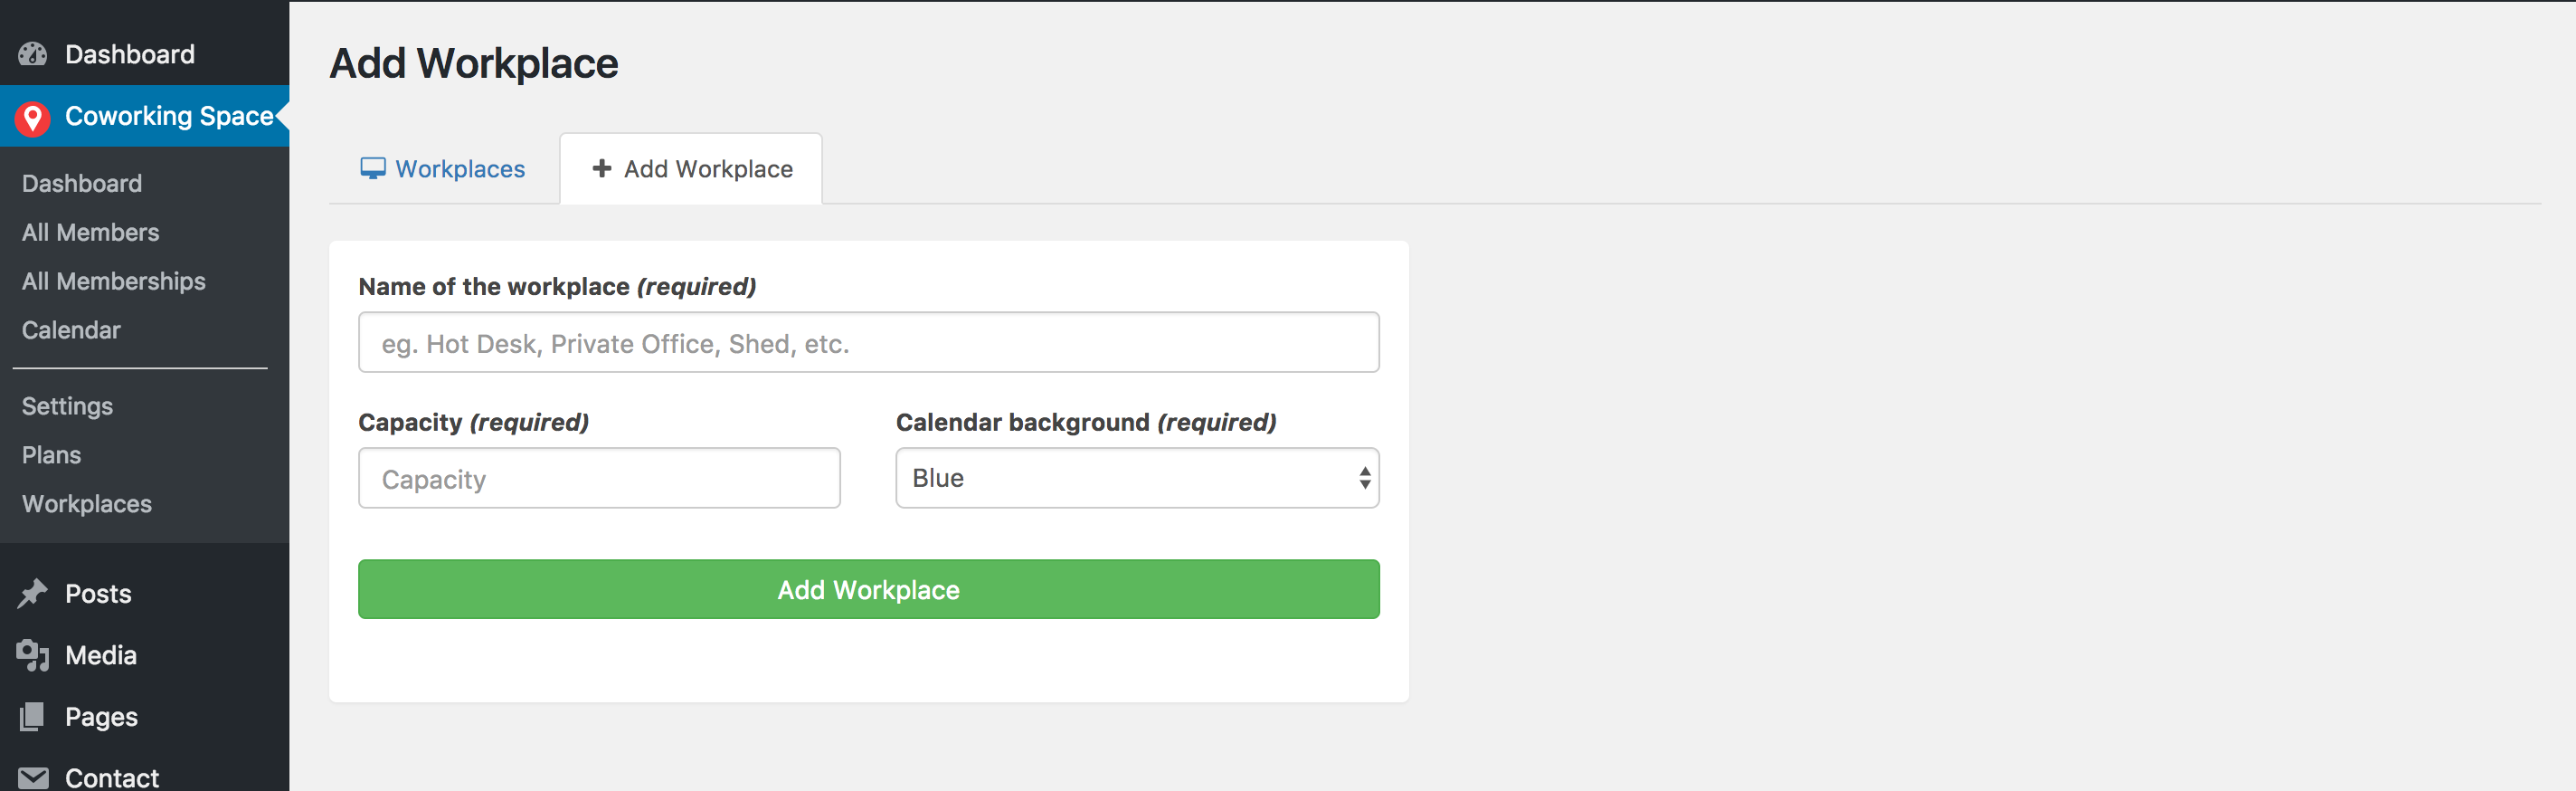 Dashboard
Coworking Space
Dashboard
All Members
All Memberships
Calendar
Settings
Plans
Workplaces
Posts
Media
Pages
Contact
Add Workplace
Workplaces
Add Workplace
Name of the workplace (required)
eg. Hot Desk, Private Office, Shed, etc.
Capacity (required)
Calendar background (required)
Capacity
Blue
Add Workplace